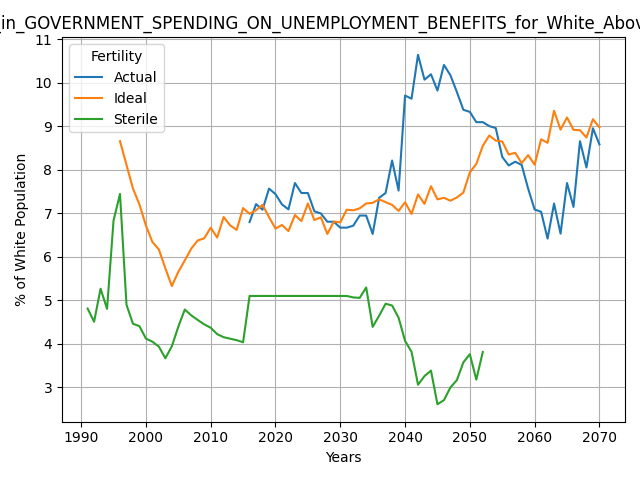 _in_GOVERNMENT_SPENDING_ON_UNEMPLOYMENT_BENEFITS_for_White_Abov
Fertility
Actual
Ideal
Sterile
% of White Population
11
10
9
8
7
6
5
4
3
1990 2000 2010 2020 2030 2040 2050 2060 2070
Years